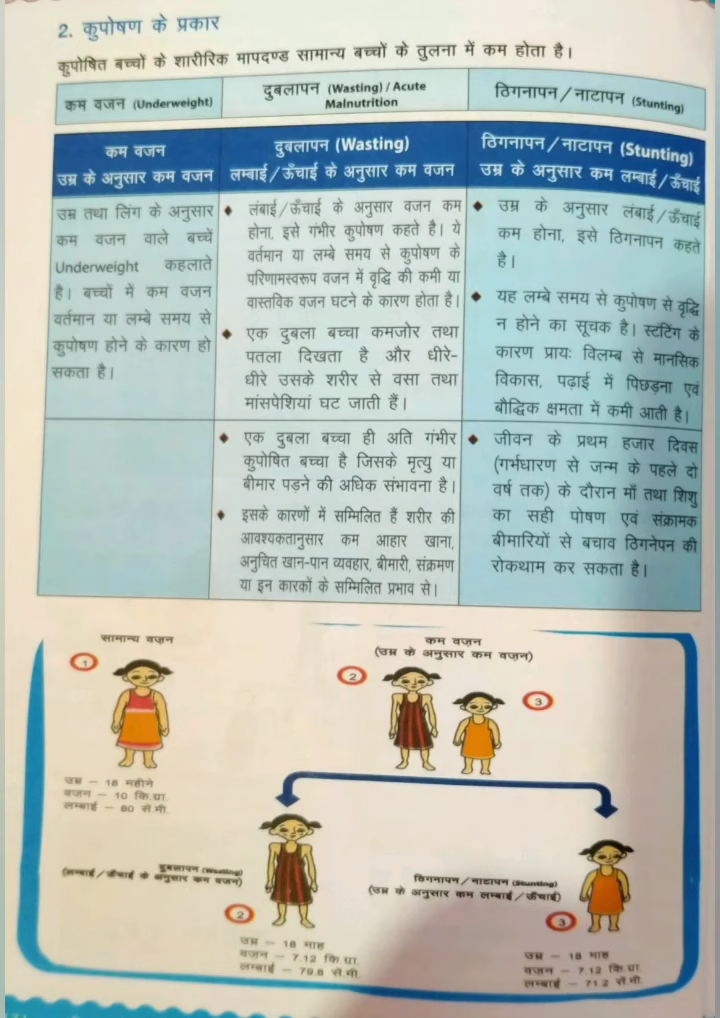 2. कुपोषण के प्रकार
कुपोषित बच्चों के शारीरिक मापदण्ड सामान्य बच्चों के तुलना में कम होता है।
कम वजन (Underweight)
दुबलापन (Wasting) / Acute
Malnutrition
ठिगनापन / नाटापन (Stunting)
कम वजन
उम्र के अनुसार कम वजन
दुबलापन (Wasting)
लम्बाई / ऊँचाई के अनुसार कम वजन
ठिगनापन / नाटापन (Stunting)
उम्र के अनुसार कम लम्बाई / ऊँचाई
उम्र तथा लिंग के अनुसार
कम वजन वाले बच्चें
Underweight कहलाते
है। बच्चों में कम वजन
वर्तमान या लम्बे समय से
कुपोषण होने के कारण हो
सकता है।
♦ लंबाई / ऊँचाई के अनुसार वजन कम
होना, इसे गंभीर कुपोषण कहते है। ये
वर्तमान या लम्बे समय से कुपोषण के
परिणामस्वरूप वजन में वृद्धि की कमी या
वास्तविक वजन घटने के कारण होता है।
♦ एक दुबला बच्चा कमजोर तथा
पतला दिखता है और धीरे-
धीरे उसके शरीर से वसा तथा
मांसपेशियां घट जाती हैं।
♦ उम्र के अनुसार लंबाई / ऊँचाई
कम होना, इसे ठिगनापन कहते
है।
♦ यह लम्बे समय से कुपोषण से वृद्धि
न होने का सूचक है। स्टंटिंग के
कारण प्रायः विलम्ब से मानसिक
विकास, पढ़ाई में पिछड़ना एवं
बौद्धिक क्षमता में कमी आती है।
♦ एक दुबला बच्चा ही अति गंभीर
कुपोषित बच्चा है जिसके मृत्यु या
बीमार पड़ने की अधिक संभावना है।
♦ इसके कारणों में सम्मिलित हैं शरीर की
आवश्यकतानुसार कम आहार खाना,
अनुचित खान-पान व्यवहार, बीमारी, संक्रमण
या इन कारकों के सम्मिलित प्रभाव से।
♦ जीवन के प्रथम हजार दिवस
(गर्भधारण से जन्म के पहले दो
वर्ष तक) के दौरान माँ तथा शिशु
का सही पोषण एवं संक्रामक
बीमारियों से बचाव ठिगनेपन की
रोकथाम कर सकता है।
सामान्य वज़न
1
उम्र – 18 महीने
वजन – 10 कि.ग्रा.
लम्बाई – 80 सें.मी.
कम वज़न
(उम्र के अनुसार कम वज़न)
2
3
दुबलापन (Wasting)
(लम्बाई / ऊँचाई के अनुसार कम वजन)
2
उम्र – 18 माह
वज़न – 7.12 कि.ग्रा.
लम्बाई – 79.8 सें.मी.
ठिगनापन / नाटापन (Stunting)
(उम्र के अनुसार कम लम्बाई / ऊँचाई)
3
उम्र – 18 माह
वज़न – 7.12 कि.ग्रा.
लम्बाई – 71.2 सें.मी.